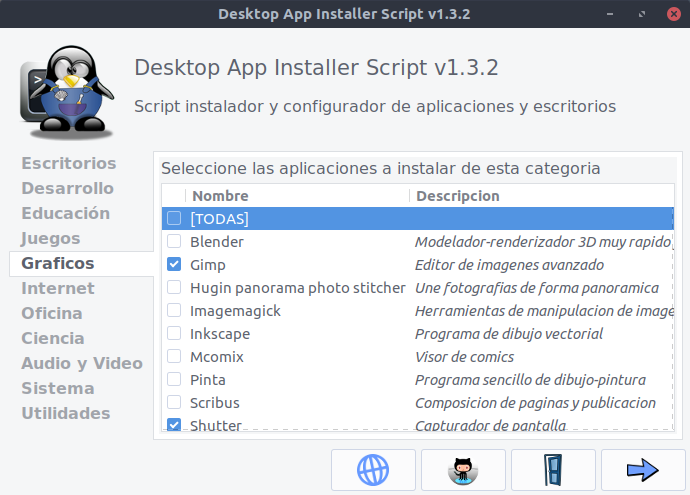 Desktop App Installer Script v1.3.2
Desktop App Installer Script v1.3.2
Script instalador y configurador de aplicaciones y escritorios
Escritorios
Desarrollo
Educación
Juegos
Graficos
Internet
Oficina
Ciencia
Audio y Video
Sistema
Utilidades
Seleccione las aplicaciones a instalar de esta categoria
Nombre Descripcion
[TODAS]
Blender Modelador-renderizador 3D muy rapido
Gimp Editor de imagenes avanzado
Hugin panorama photo stitcher Une fotografias de forma panoramica
Imagemagick Herramientas de manipulacion de image
Inkscape Programa de dibujo vectorial
Mcomix Visor de comics
Pinta Programa sencillo de dibujo-pintura
Scribus Composicion de paginas y publicacion
Shutter Capturador de pantalla